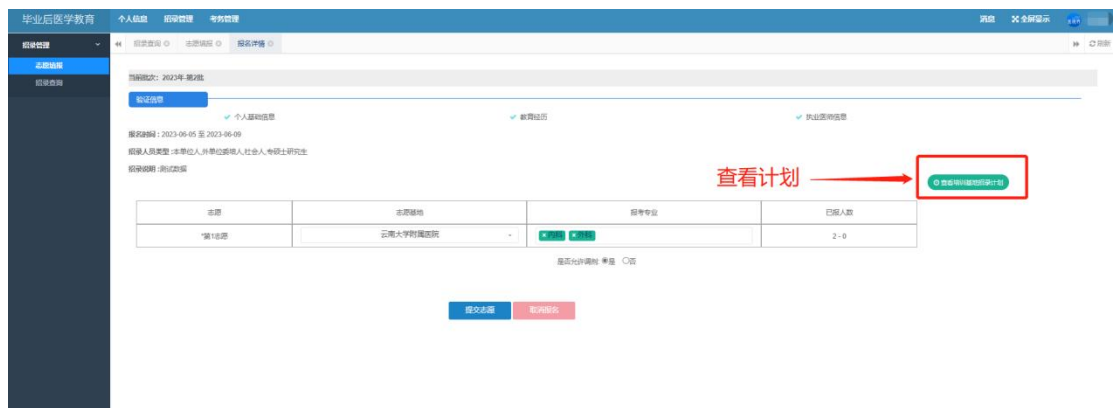 毕业后医学教育 个人信息 招录管理 考务管理 消息 全屏显示
招录管理 招录查询 志愿填报 报名详情 刷新
志愿填报
招录查询
当前批次：2023年-第2批
验证信息
个人基础信息 教育经历 执业医师信息
报名时间：2023-06-05 至 2023-06-09
招录人员类型：本单位人,外单位委培人,社会人,专硕士研究生
招录说明：测试数据
查看计划
查看培训基地招录计划
志愿 志愿基地 报考专业 已报人数
*第1志愿 云南大学附属医院 ×内科 ×外科 2 - 0
是否允许调剂 是 否
提交志愿 取消报名